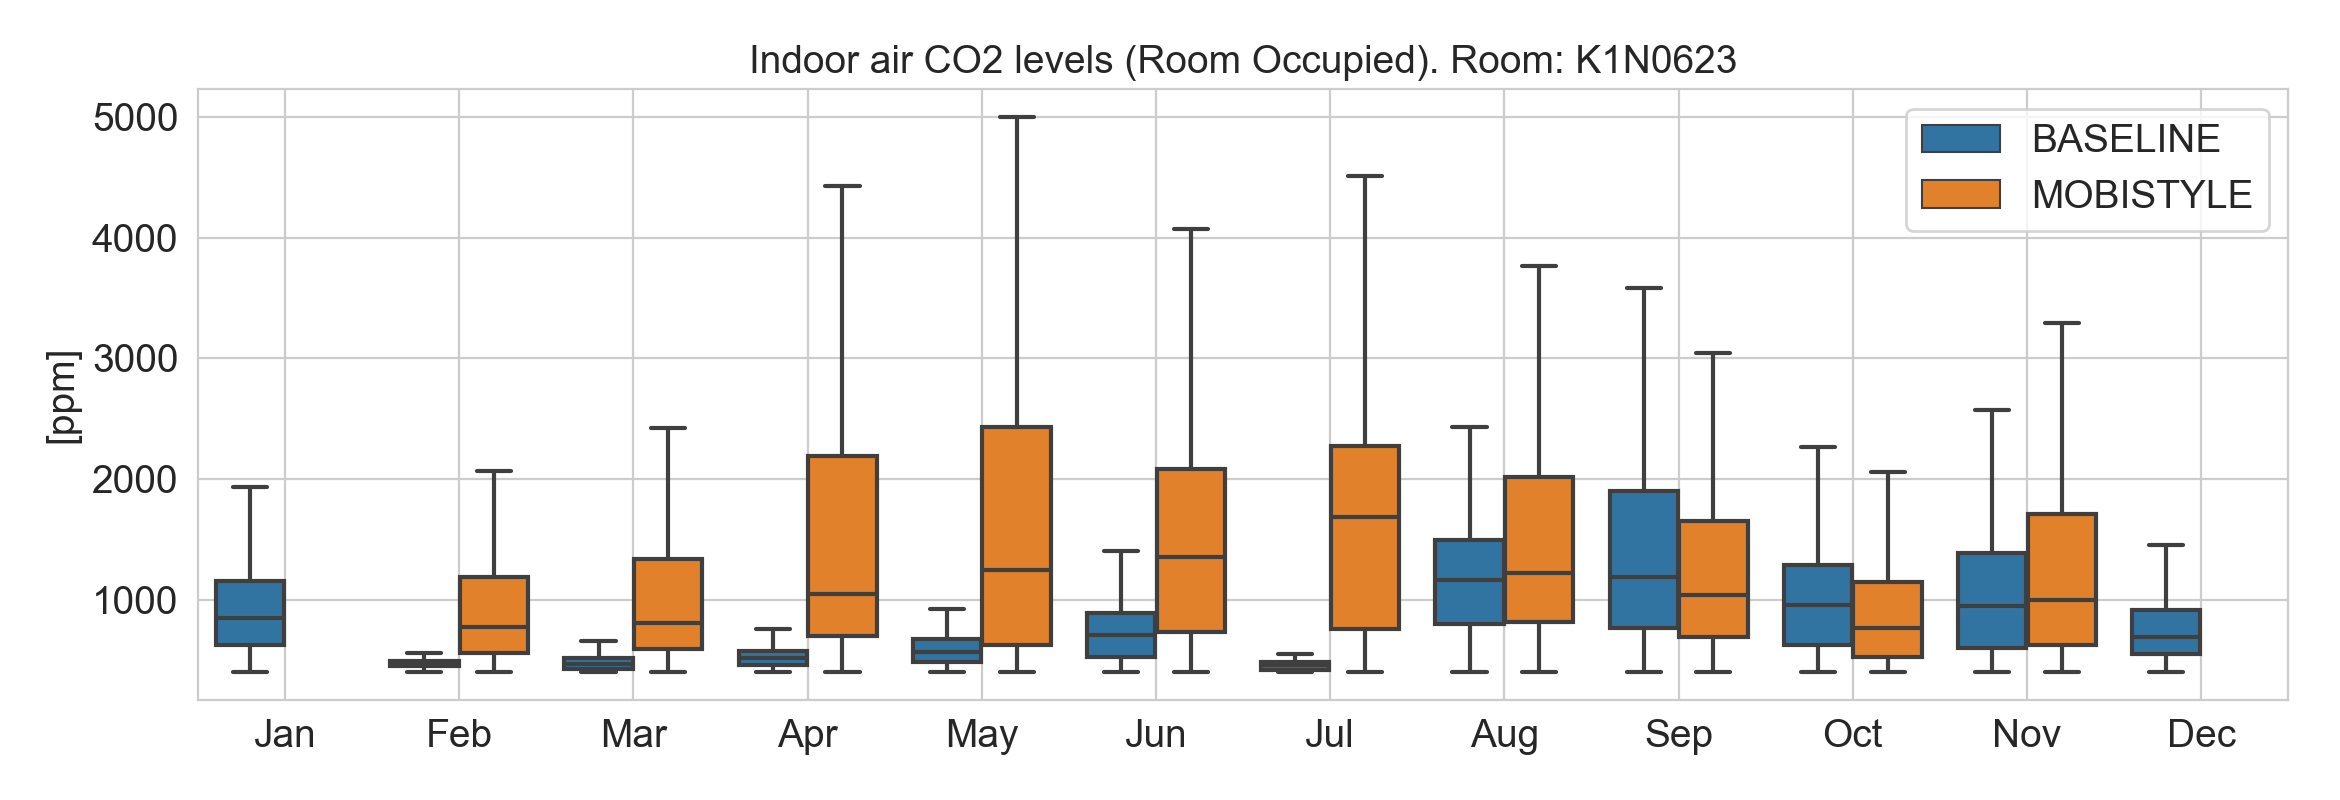 Indoor air CO2 levels (Room Occupied). Room: K1N0623
[ppm]
5000
4000
3000
2000
1000
BASELINE
MOBISTYLE
Jan Feb Mar Apr May Jun Jul Aug Sep Oct Nov Dec